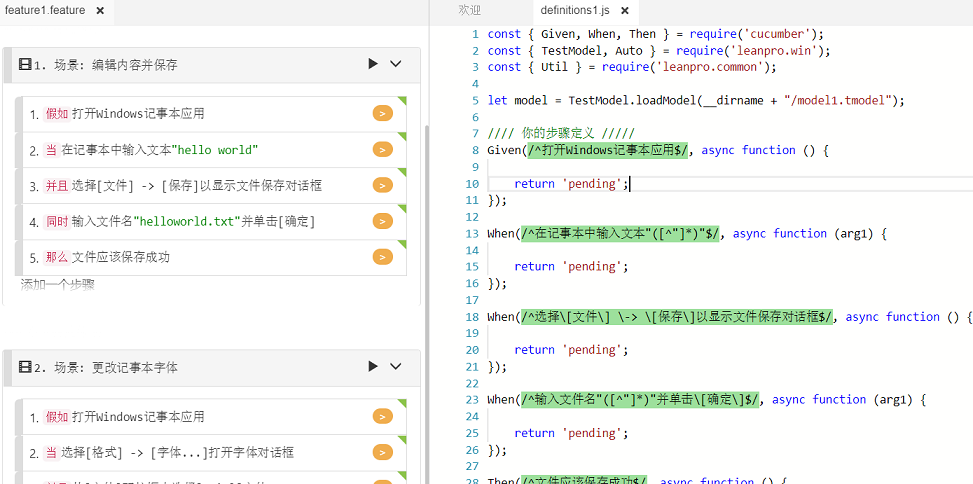 feature1.feature ×
1. 场景: 编辑内容并保存
1. 假如 打开Windows记事本应用 >
2. 当 在记事本中输入文本"hello world" >
3. 并且 选择[文件] -> [保存]以显示文件保存对话框 >
4. 同时 输入文件名"helloworld.txt"并单击[确定] >
5. 那么 文件应该保存成功 >
添加一个步骤
2. 场景: 更改记事本字体
1. 假如 打开Windows记事本应用 >
2. 当 选择[格式] -> [字体...]打开字体对话框 >
欢迎 definitions1.js ×
1 const { Given, When, Then } = require('cucumber');
2 const { TestModel, Auto } = require('leanpro.win');
3 const { Util } = require('leanpro.common');
4
5 let model = TestModel.loadModel(__dirname + "/model1.tmodel");
6
7 //// 你的步骤定义 /////
8 Given(/^打开Windows记事本应用$/, async function () {
9
10 return 'pending';
11 });
12
13 When(/^在记事本中输入文本"([^"]*)"$/, async function (arg1) {
14
15 return 'pending';
16 });
17
18 When(/^选择\[文件\] \-> \[保存\]以显示文件保存对话框$/, async function () {
19
20 return 'pending';
21 });
22
23 When(/^输入文件名"([^"]*)"并单击\[确定\]$/, async function (arg1) {
24
25 return 'pending';
26 });
27
28 Then(/^文件应该保存成功$/, async function () {